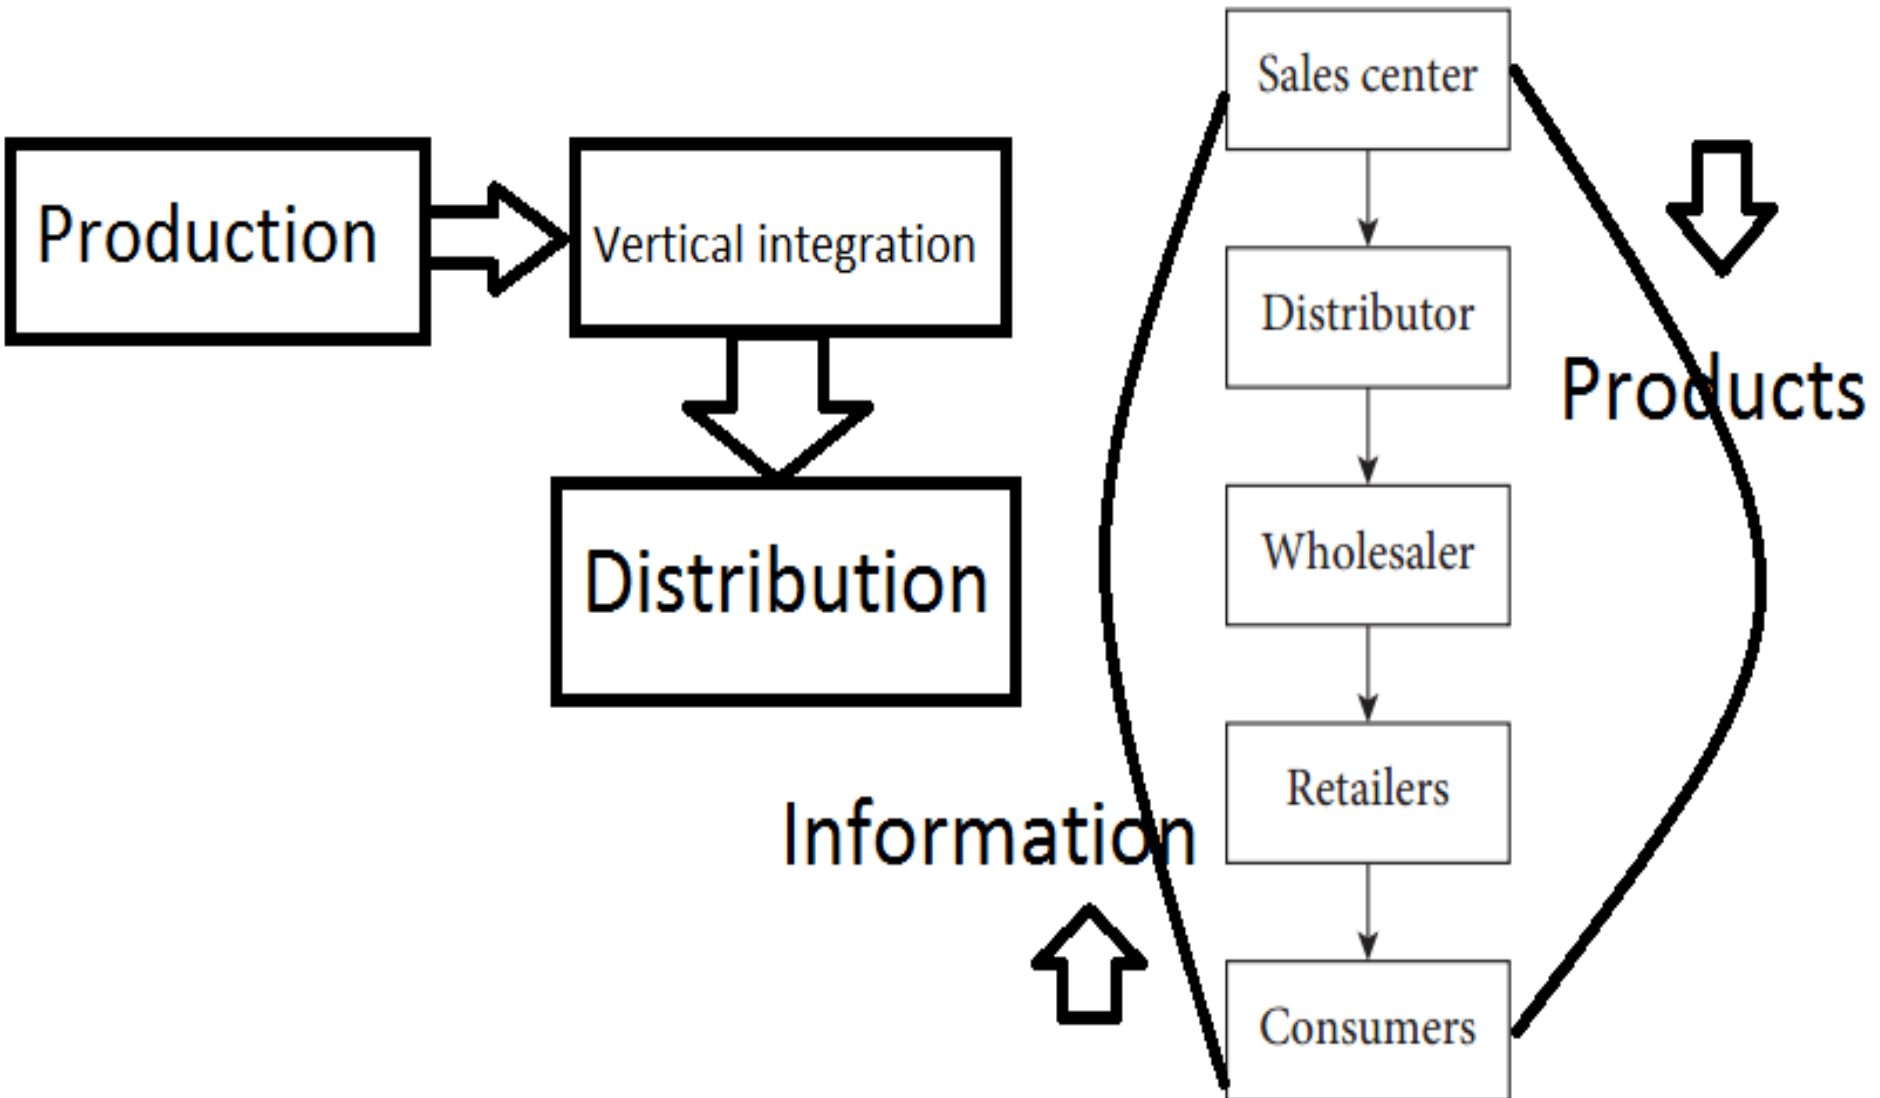 Production
Vertical integration
Distribution
Information
Sales center
Distributor
Wholesaler
Retailers
Consumers
Products